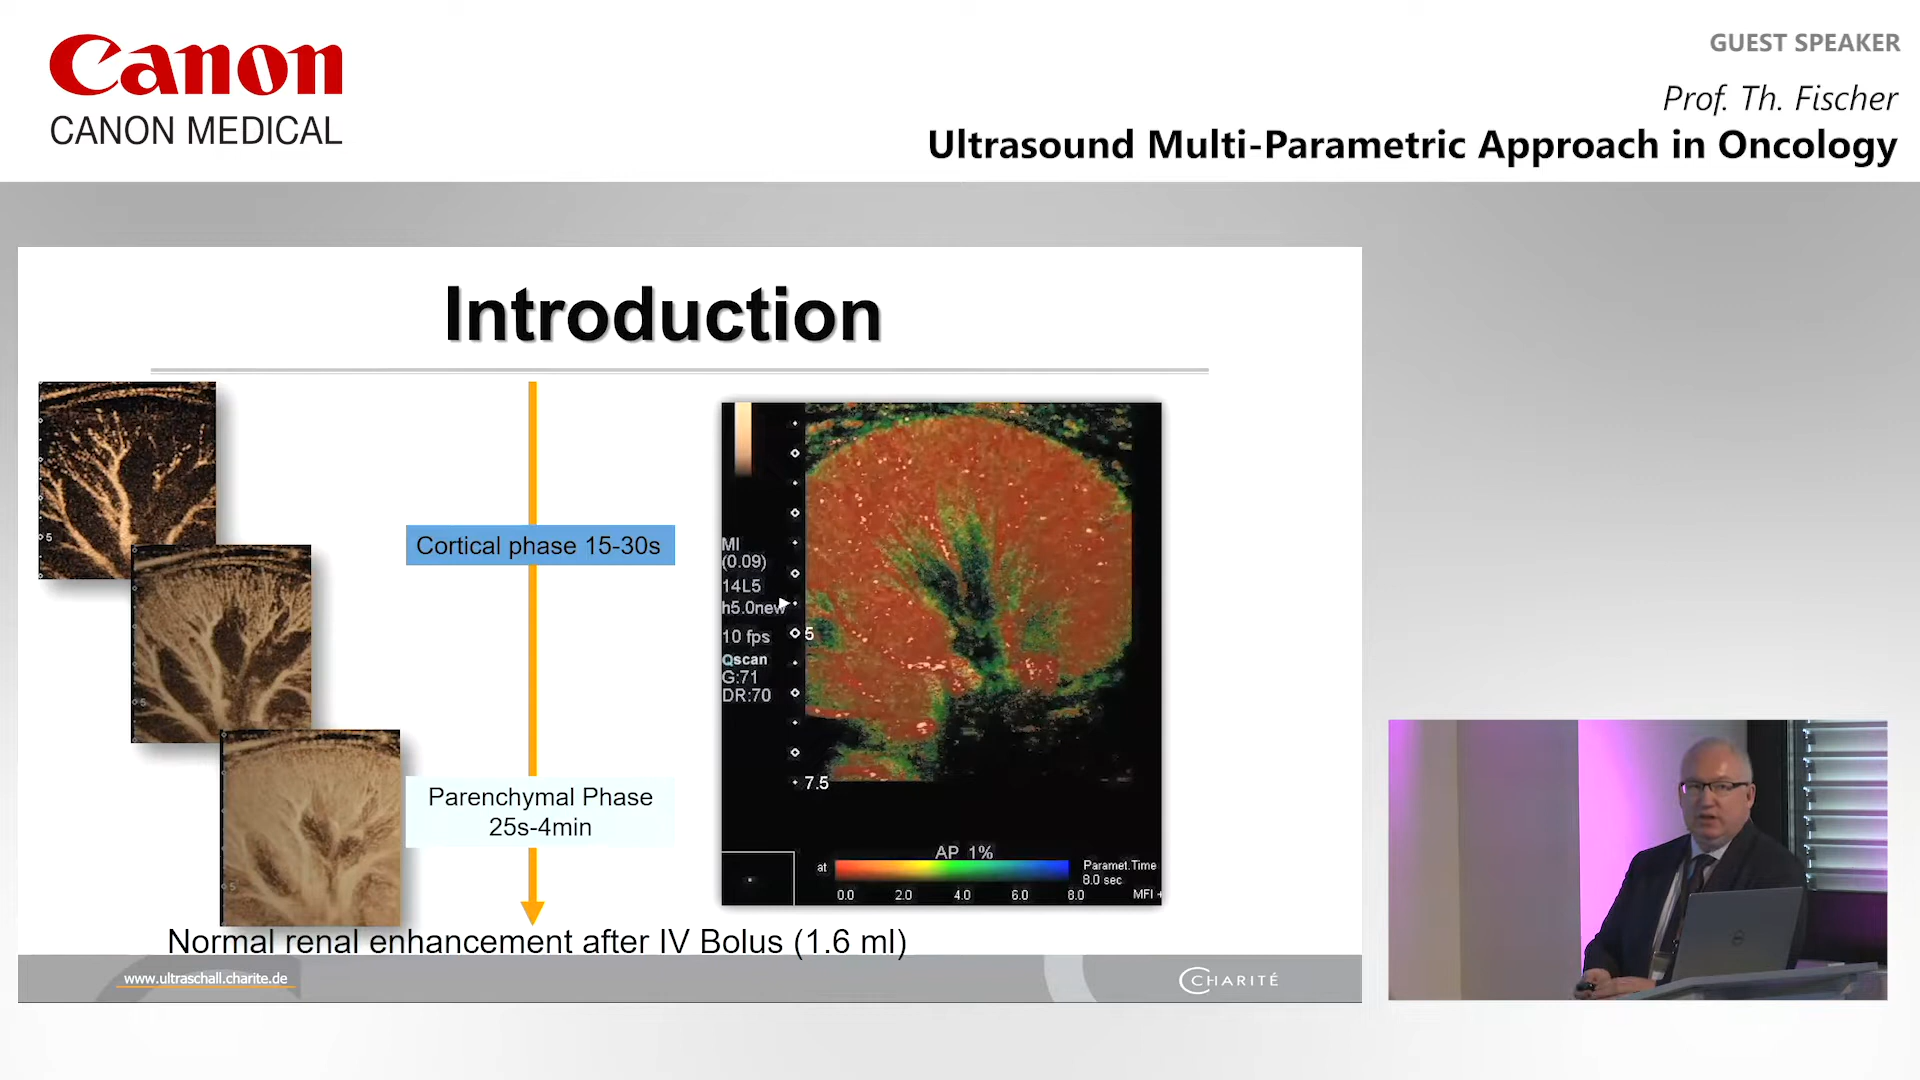 Canon
CANON MEDICAL
GUEST SPEAKER
Prof. Th. Fischer
Ultrasound Multi-Parametric Approach in Oncology
Introduction
5
5
5
Cortical phase 15-30s
Parenchymal Phase
25s-4min
MI
(0.09)
14L5
h5.0new
10 fps
Qscan
G:71
DR:70
5
7.5
AP 1%
at
Paramet.Time
8.0 sec
0.0 2.0 4.0 6.0 8.0
MFI +
Normal renal enhancement after IV Bolus (1.6 ml)
www.ultraschall.charite.de
CHARITÉ